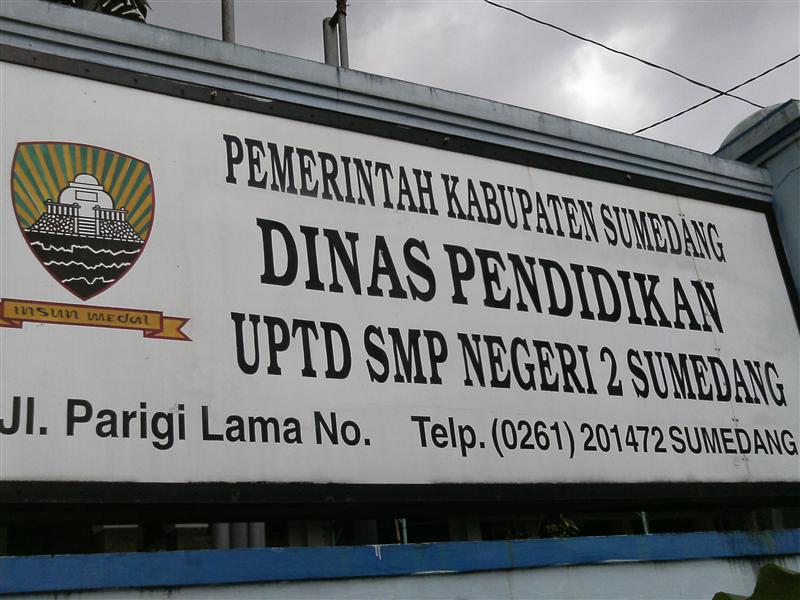 PEMERINTAH KABUPATEN SUMEDANG
DINAS PENDIDIKAN
UPTD SMP NEGERI 2 SUMEDANG
Jl. Parigi Lama No. Telp. (0261) 201472 SUMEDANG
insun medal